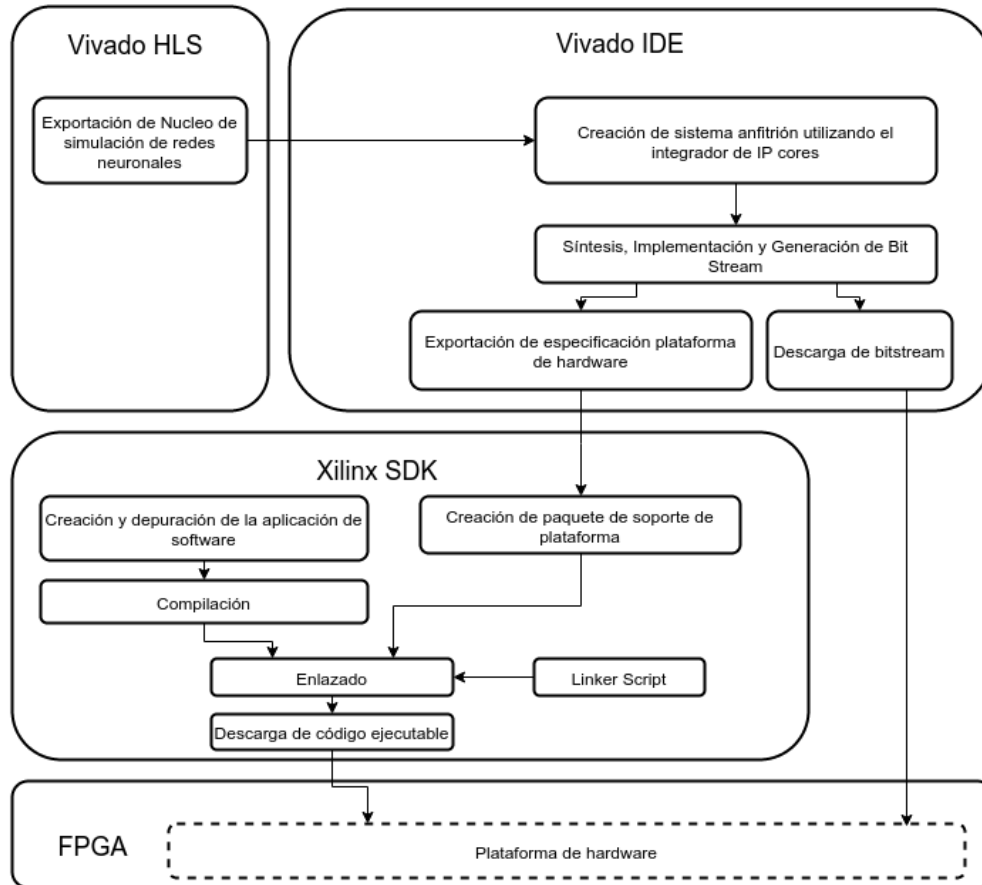 Vivado HLS
Exportación de Nucleo de
simulación de redes
neuronales
Vivado IDE
Creación de sistema anfitrión utilizando el
integrador de IP cores
Síntesis, Implementación y Generación de Bit
Stream
Exportación de especificación plataforma
de hardware
Descarga de bitstream
Xilinx SDK
Creación y depuración de la aplicación de
software
Creación de paquete de soporte de
plataforma
Compilación
Enlazado
Linker Script
Descarga de código ejecutable
FPGA
Plataforma de hardware